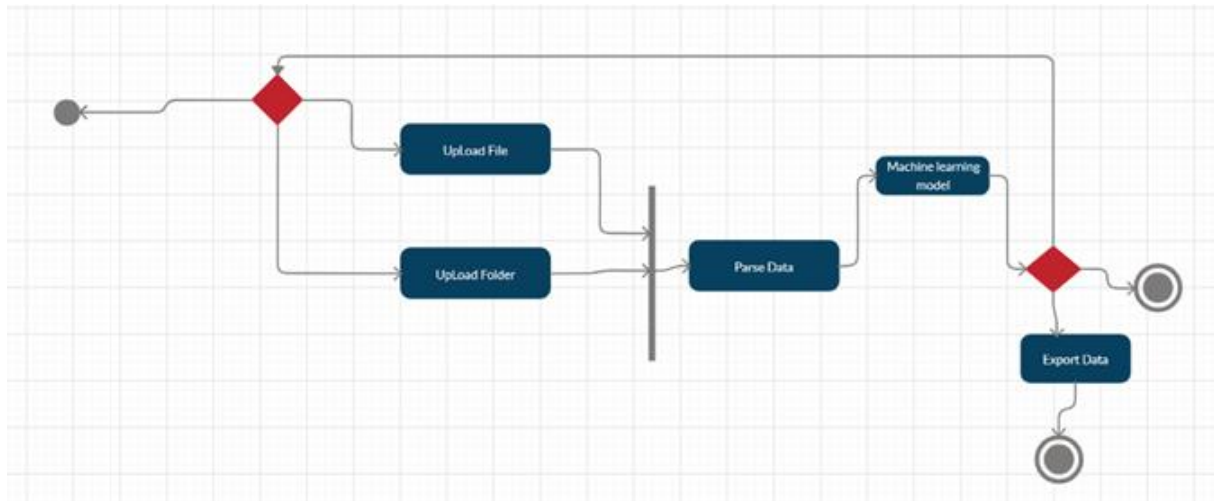 UpLoad File
UpLoad Folder
Parse Data
Machine learning
model
Export Data